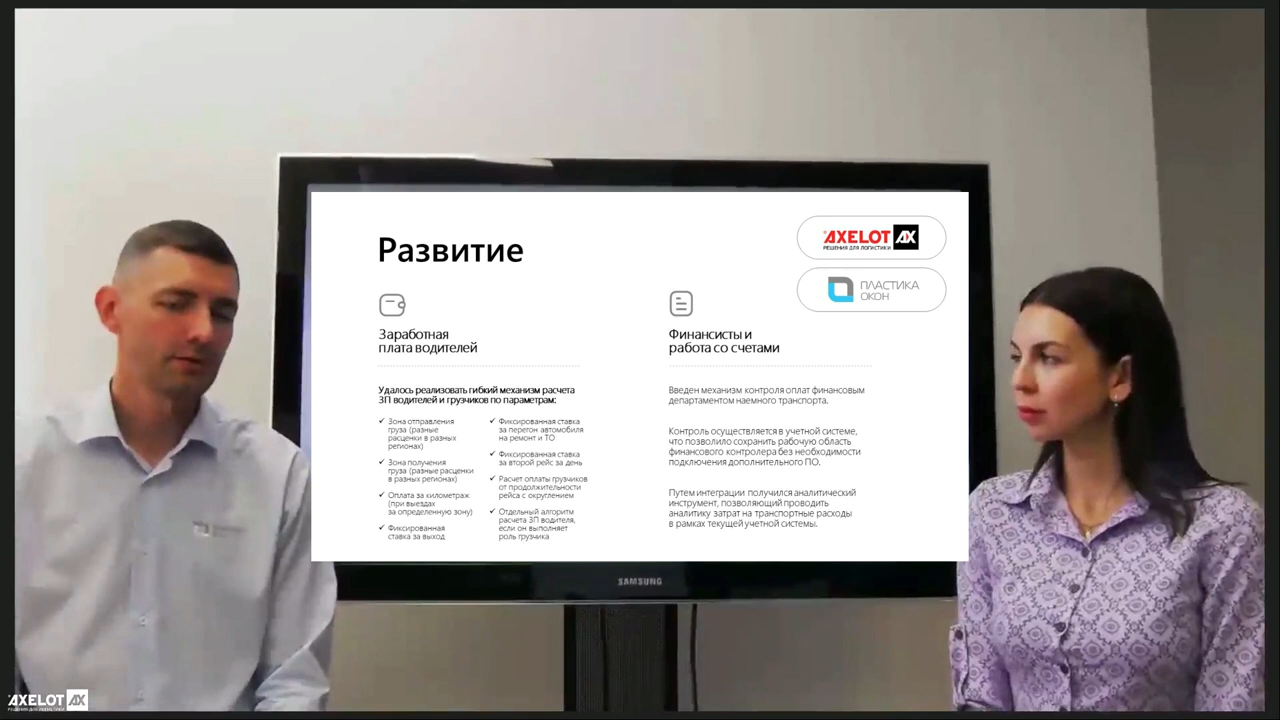 Развитие
AXELOT AX
РЕШЕНИЯ ДЛЯ ЛОГИСТИКИ
ПЛАСТИКА
ОКОН
Заработная
плата водителей
Удалось реализовать гибкий механизм расчета
ЗП водителей и грузчиков по параметрам:
✓ Зона отправления
груза (разные
расценки в разных
регионах)
✓ Зона получения
груза (разные расценки
в разных регионах)
✓ Оплата за километраж
(при выездах
за определенную зону)
✓ Фиксированная
ставка за выход
✓ Фиксированная ставка
за перегон автомобиля
на ремонт и ТО
✓ Фиксированная ставка
за второй рейс за день
✓ Расчет оплаты грузчиков
от продолжительности
рейса с округлением
✓ Отдельный алгоритм
расчета ЗП водителя,
если он выполняет
роль грузчика
Финансисты и
работа со счетами
Введен механизм контроля оплат финансовым
департаментом наемного транспорта.
Контроль осуществляется в учетной системе,
что позволило сохранить рабочую область
финансового контролера без необходимости
подключения дополнительного ПО.
Путем интеграции получился аналитический
инструмент, позволяющий проводить
аналитику затрат на транспортные расходы
в рамках текущей учетной системы.
SAMSUNG
AXELOT AX
РЕШЕНИЯ ДЛЯ ЛОГИСТИКИ